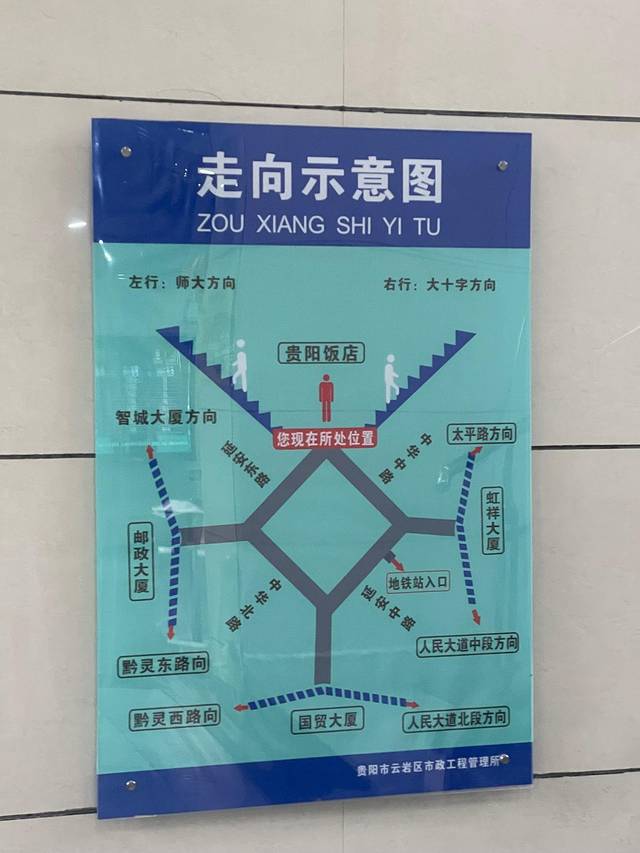 走向示意图
ZOU XIANG SHI YI TU
左行：师大方向
右行：大十字方向
贵阳饭店
智城大厦方向
您现在所处位置
太平路方向
延安东路
中华中路
邮政大厦
虹祥大厦
地铁站入口
中华北路
延安中路
人民大道中段方向
黔灵东路向
黔灵西路向
国贸大厦
人民大道北段方向
贵阳市云岩区市政工程管理所